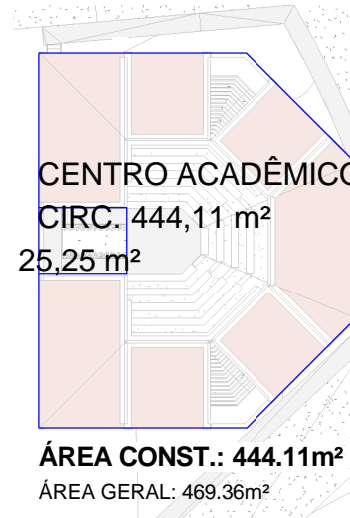 CENTRO ACADÊMICO
CIRC. 444,11 m²
25,25 m²
ÁREA CONST.: 444.11m²
ÁREA GERAL: 469.36m²